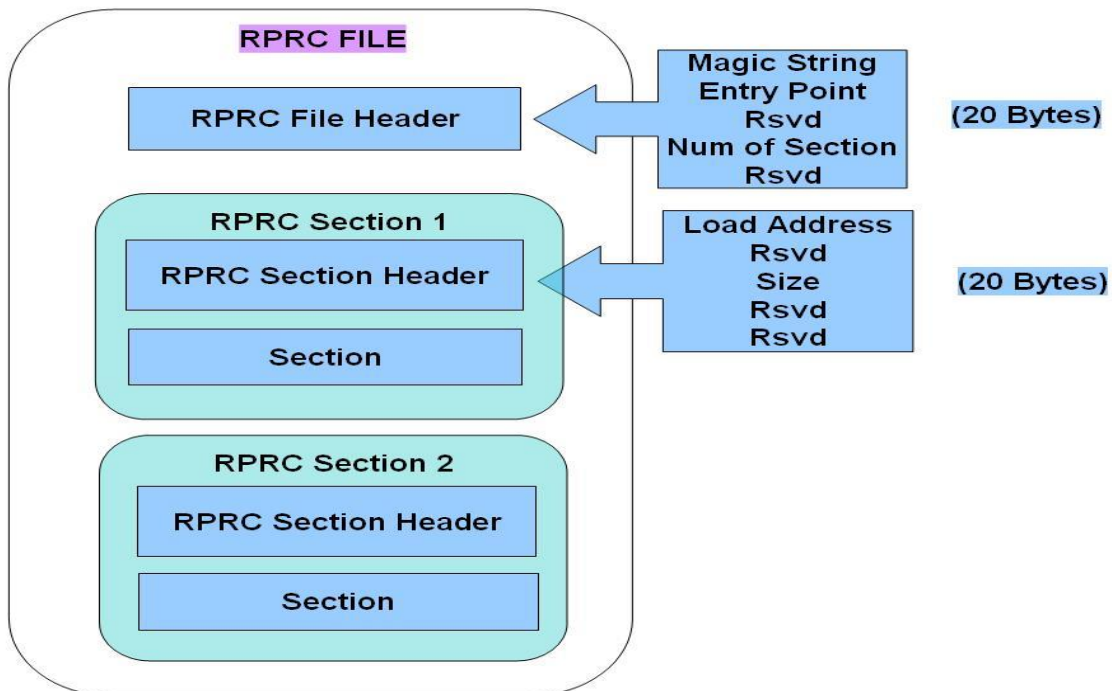 RPRC FILE
RPRC File Header
Magic String
Entry Point
Rsvd
Num of Section
Rsvd
(20 Bytes)
RPRC Section 1
RPRC Section Header
Section
Load Address
Rsvd
Size
Rsvd
Rsvd
(20 Bytes)
RPRC Section 2
RPRC Section Header
Section